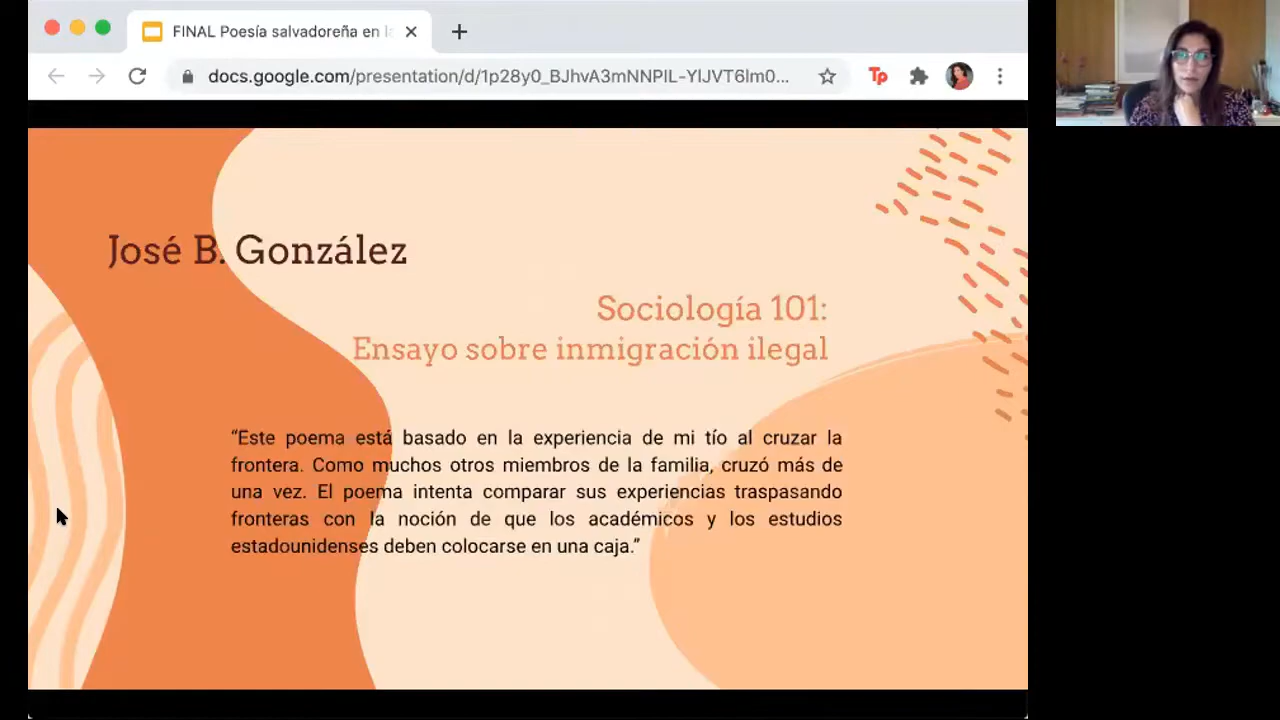 FINAL Poesía salvadoreña en l
docs.google.com/presentation/d/1p28y0_BJhvA3mNNPIL-YlJVT6lm0...
Tp
José B. González
Sociología 101:
Ensayo sobre inmigración ilegal
“Este poema está basado en la experiencia de mi tío al cruzar la
frontera. Como muchos otros miembros de la familia, cruzó más de
una vez. El poema intenta comparar sus experiencias traspasando
fronteras con la noción de que los académicos y los estudios
estadounidenses deben colocarse en una caja.”